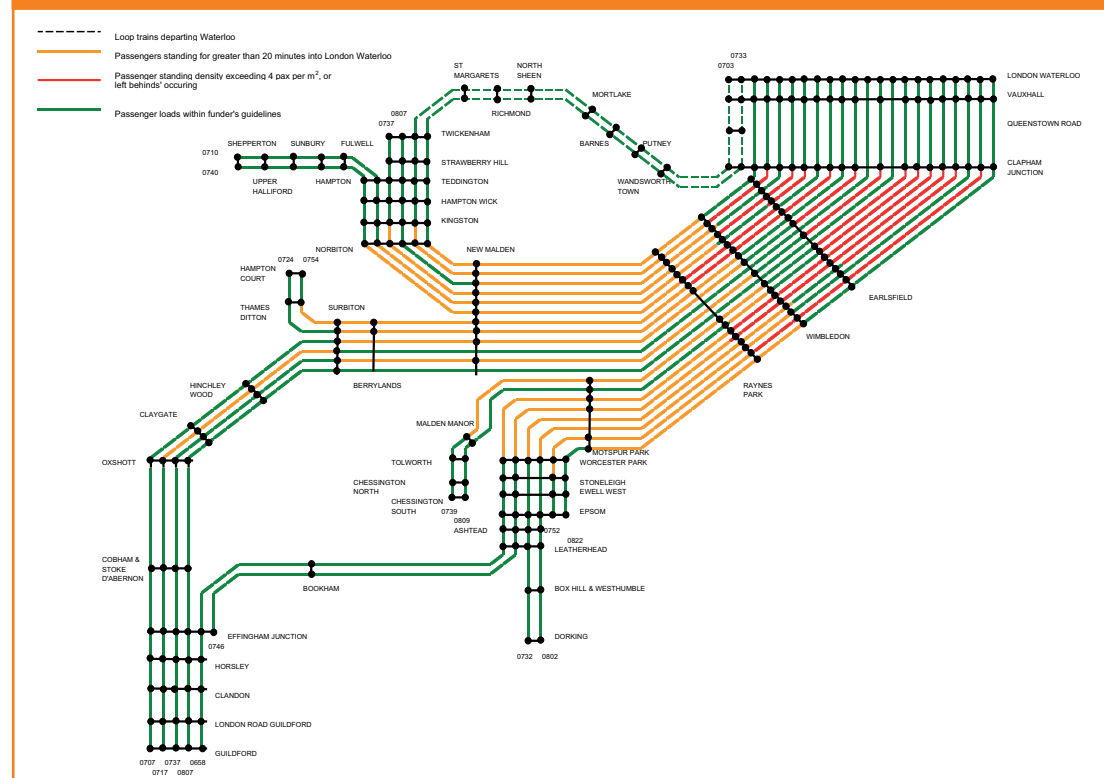 Loop trains departing Waterloo
Passengers standing for greater than 20 minutes into London Waterloo
Passenger standing density exceeding 4 pax per m2, or
left behinds' occuring
Passenger loads within funder's guidelines
0733
0703
LONDON WATERLOO
VAUXHALL
QUEENSTOWN ROAD
CLAPHAM
JUNCTION
ST
MARGARETS
NORTH
SHEEN
RICHMOND
MORTLAKE
BARNES
PUTNEY
WANDSWORTH
TOWN
0807
0737
TWICKENHAM
STRAWBERRY HILL
TEDDINGTON
HAMPTON WICK
KINGSTON
0710
0740
SHEPPERTON
SUNBURY
FULWELL
UPPER
HALLIFORD
HAMPTON
NORBITON
NEW MALDEN
0724
0754
HAMPTON
COURT
THAMES
DITTON
SURBITON
BERRYLANDS
EARLSFIELD
WIMBLEDON
RAYNES
PARK
HINCHLEY
WOOD
CLAYGATE
OXSHOTT
MALDEN MANOR
TOLWORTH
CHESSINGTON
NORTH
CHESSINGTON
SOUTH
0739
0809
MOTSPUR PARK
WORCESTER PARK
STONELEIGH
EWELL WEST
EPSOM
0752
0822
ASHTEAD
LEATHERHEAD
COBHAM &
STOKE
D'ABERNON
BOOKHAM
BOX HILL & WESTHUMBLE
DORKING
0732
0802
EFFINGHAM JUNCTION
0746
HORSLEY
CLANDON
LONDON ROAD GUILDFORD
GUILDFORD
0707
0737
0658
0717
0807